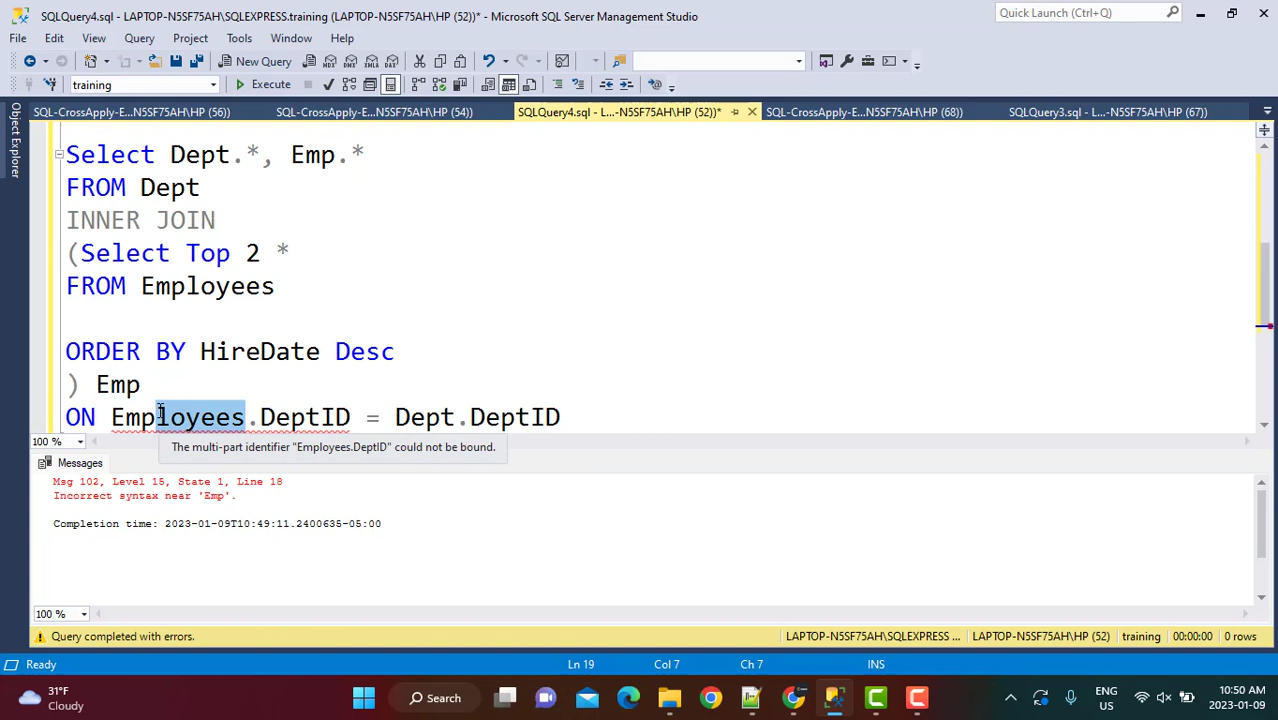 SQLQuery4.sql - LAPTOP-N5SF75AH\SQLEXPRESS.training (LAPTOP-N5SF75AH\HP (52))* - Microsoft SQL Server Management Studio
Quick Launch (Ctrl+Q)
File Edit View Query Project Tools Window Help
New Query
training Execute
SQL-CrossApply-E...N5SF75AH\HP (56)) SQL-CrossApply-E...N5SF75AH\HP (54)) SQLQuery4.sql - L...-N5SF75AH\HP (52))* SQL-CrossApply-E...N5SF75AH\HP (68)) SQLQuery3.sql - L...-N5SF75AH\HP (67))
Object Explorer
Select Dept.*, Emp.*
FROM Dept
INNER JOIN
(Select Top 2 *
FROM Employees
ORDER BY HireDate Desc
) Emp
ON Employees.DeptID = Dept.DeptID
100 %
The multi-part identifier "Employees.DeptID" could not be bound.
Messages
Msg 102, Level 15, State 1, Line 18
Incorrect syntax near 'Emp'.
Completion time: 2023-01-09T10:49:11.2400635-05:00
100 %
Query completed with errors. LAPTOP-N5SF75AH\SQLEXPRESS ... LAPTOP-N5SF75AH\HP (52) training 00:00:00 0 rows
Ready Ln 19 Col 7 Ch 7 INS
31°F
Cloudy
Search
ENG
US
10:50 AM
2023-01-09